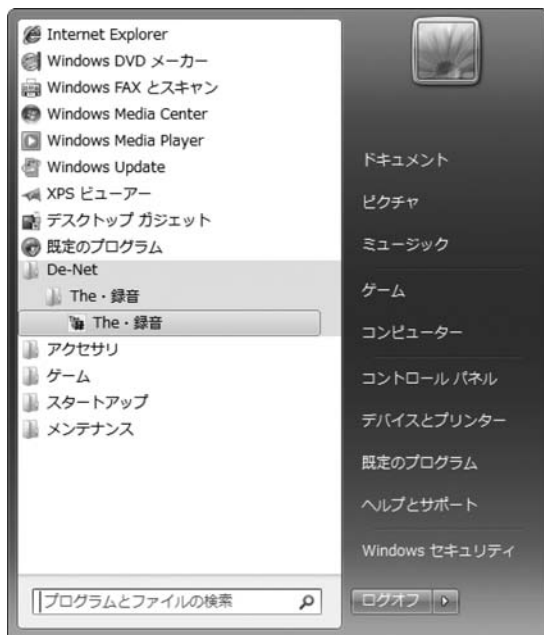 Internet Explorer
Windows DVD メーカー
Windows FAX とスキャン
Windows Media Center
Windows Media Player
Windows Update
XPS ビューアー
デスクトップ ガジェット
既定のプログラム
De-Net
The・録音
The・録音
アクセサリ
ゲーム
スタートアップ
メンテナンス
プログラムとファイルの検索
ドキュメント
ピクチャ
ミュージック
ゲーム
コンピューター
コントロール パネル
デバイスとプリンター
既定のプログラム
ヘルプとサポート
Windows セキュリティ
ログオフ